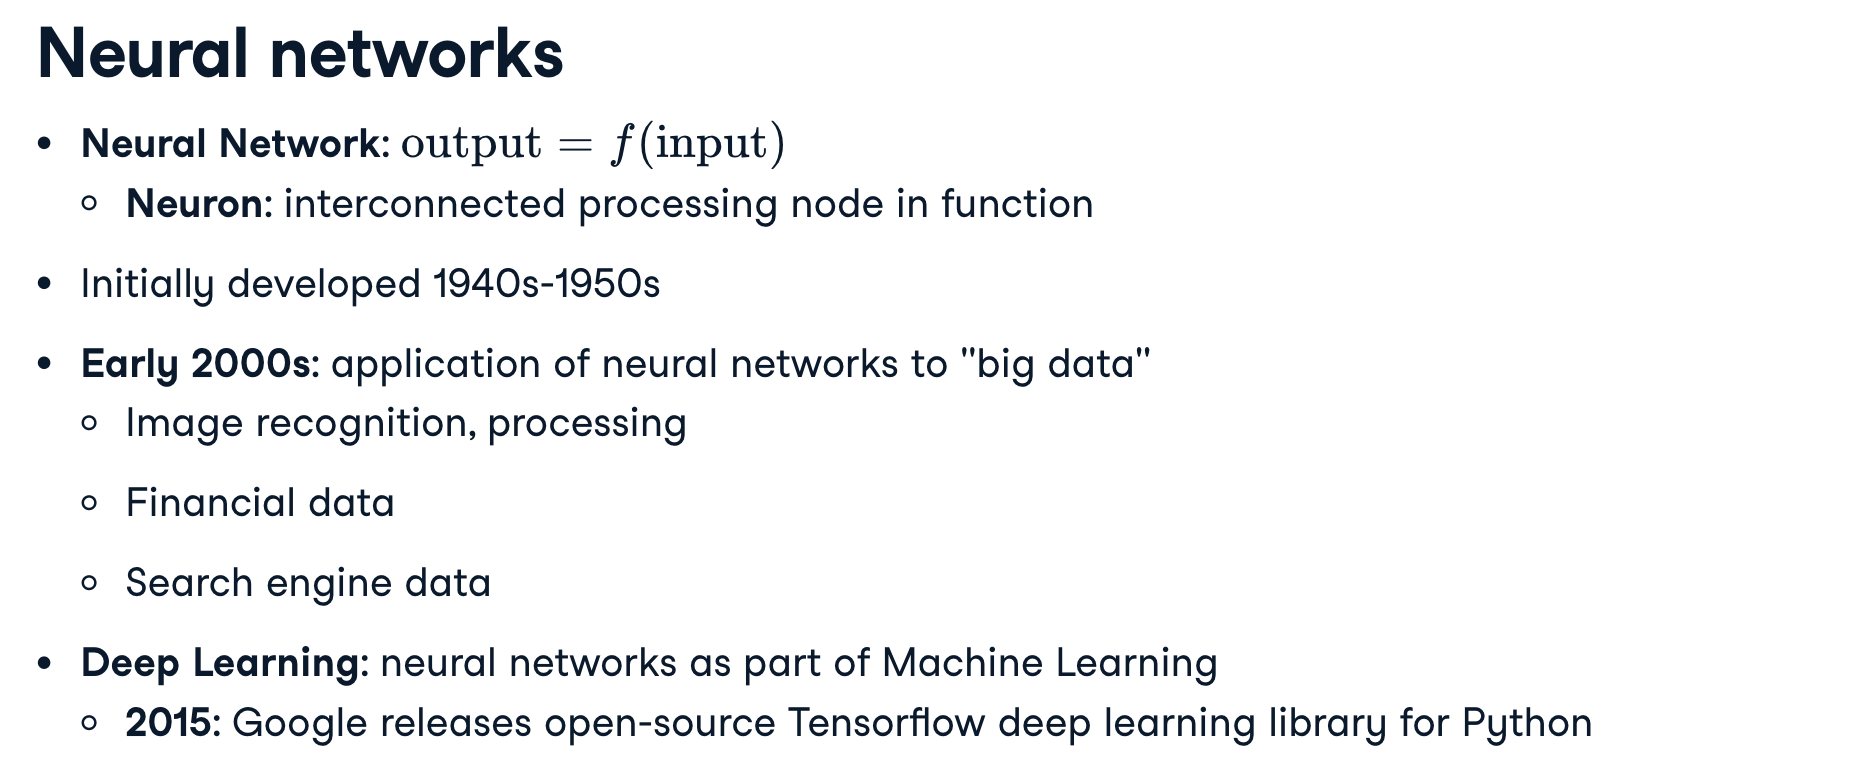 Neural networks
• Neural Network: output = f(input)
◦ Neuron: interconnected processing node in function
• Initially developed 1940s-1950s
• Early 2000s: application of neural networks to "big data"
◦ Image recognition, processing
◦ Financial data
◦ Search engine data
• Deep Learning: neural networks as part of Machine Learning
◦ 2015: Google releases open-source Tensorflow deep learning library for Python